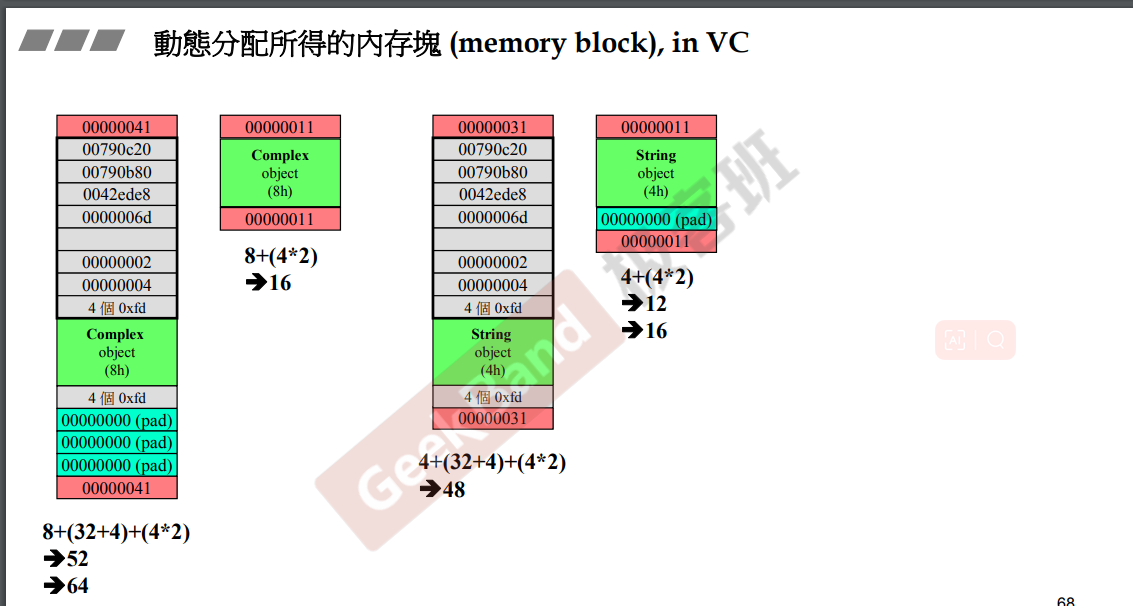 動態分配所得的內存塊 (memory block), in VC
00000041
00790c20
00790b80
0042ede8
0000006d
00000002
00000004
4 個 0xfd
Complex
object
(8h)
4 個 0xfd
00000000 (pad)
00000000 (pad)
00000000 (pad)
00000041
8+(32+4)+(4*2)
➔52
➔64
00000011
Complex
object
(8h)
00000011
8+(4*2)
➔16
00000031
00790c20
00790b80
0042ede8
0000006d
00000002
00000004
4 個 0xfd
String
object
(4h)
4 個 0xfd
00000031
4+(32+4)+(4*2)
➔48
00000011
String
object
(4h)
00000000 (pad)
00000011
4+(4*2)
➔12
➔16
GeekBand 极客班
AI
68